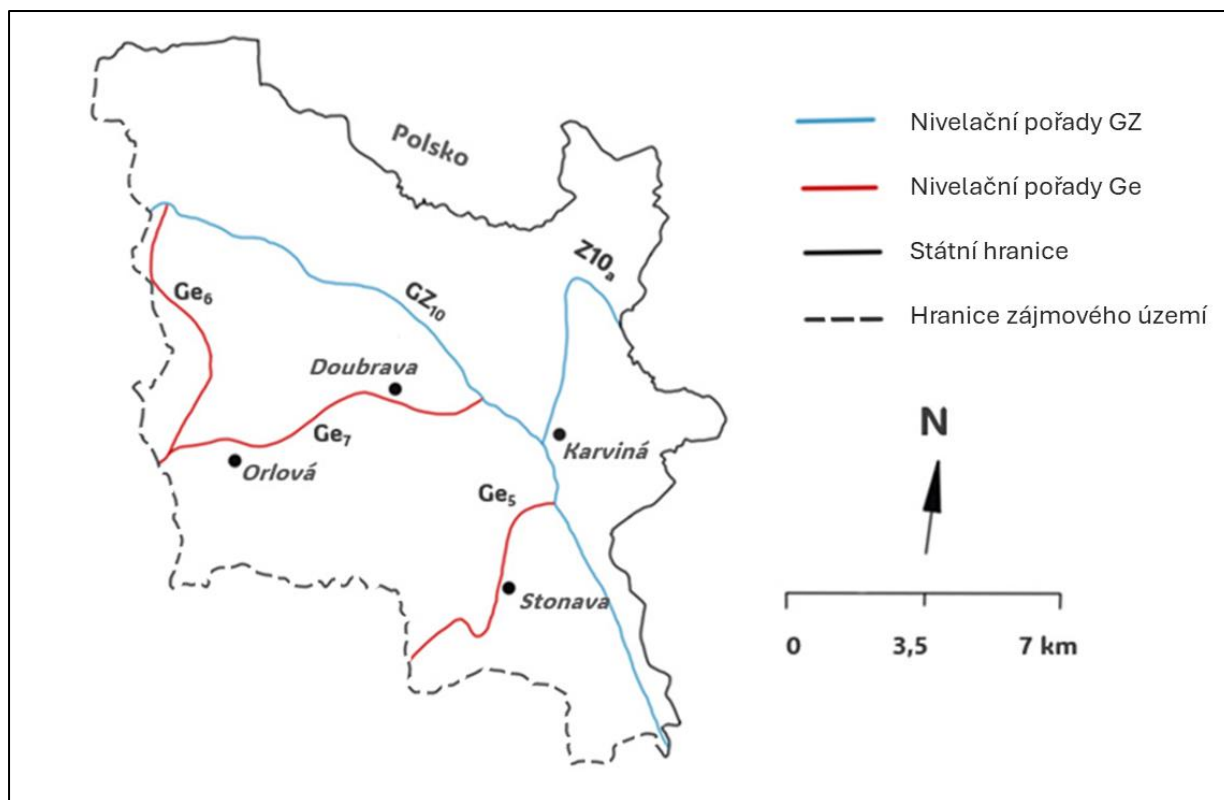 Polsko
Nivelační pořady GZ
Nivelační pořady Ge
Státní hranice
Hranice zájmového území
Z10a
Ge6
GZ10
Doubrava
Ge7
Orlová
Karviná
Ge5
Stonava
N
0 3,5 7 km